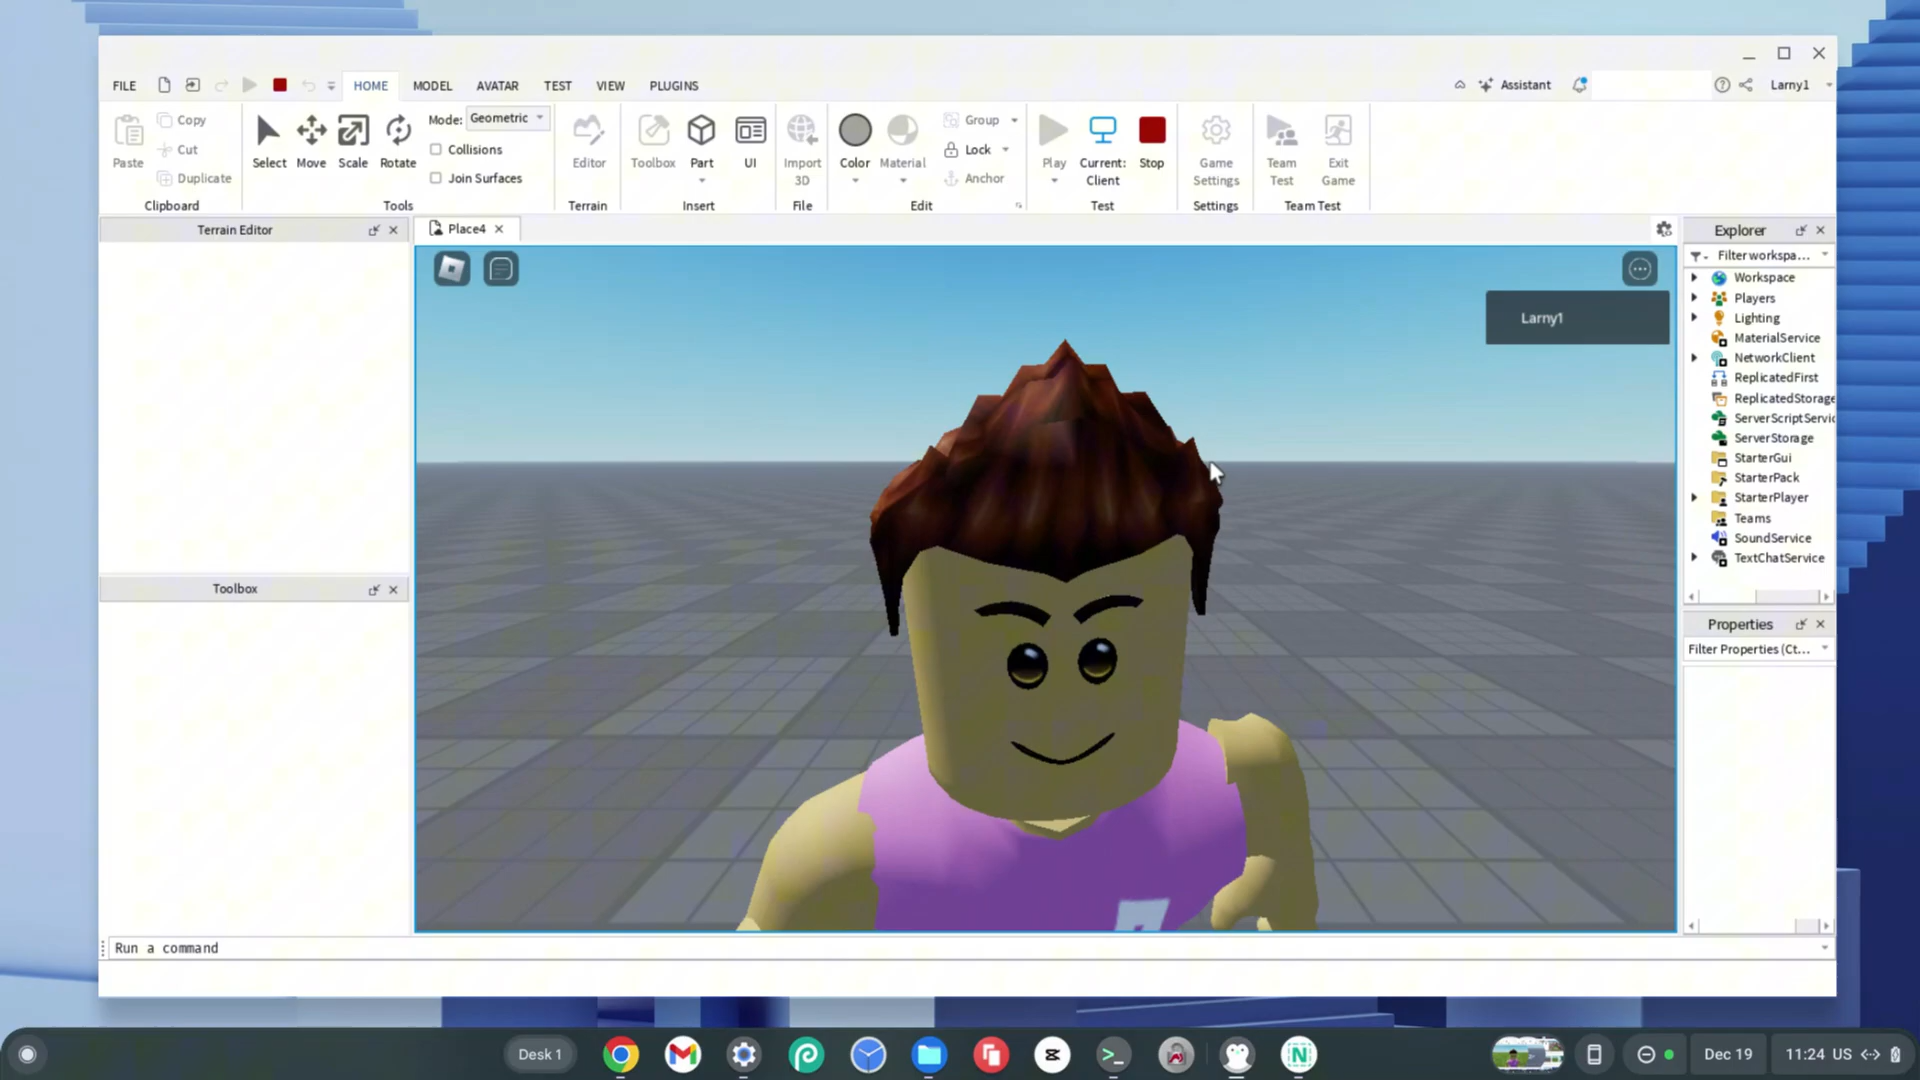 FILE HOME MODEL AVATAR TEST VIEW PLUGINS Assistant Larny1
Paste
Copy
Cut
Duplicate
Clipboard
Select Move Scale Rotate
Mode: Geometric
Collisions
Join Surfaces
Tools
Editor
Terrain
Toolbox Part UI
Insert
Import
3D
File
Color Material
Group
Lock
Anchor
Edit
Play Current:
Client Stop
Test
Game
Settings
Settings
Team
Test
Exit
Game
Team Test
Terrain Editor
Toolbox
Place4
Larny1
Explorer
Filter workspa...
Workspace
Players
Lighting
MaterialService
NetworkClient
ReplicatedFirst
ReplicatedStorage
ServerScriptServic
ServerStorage
StarterGui
StarterPack
StarterPlayer
Teams
SoundService
TextChatService
Properties
Filter Properties (Ct...
Run a command
Desk 1
Dec 19
11:24 US